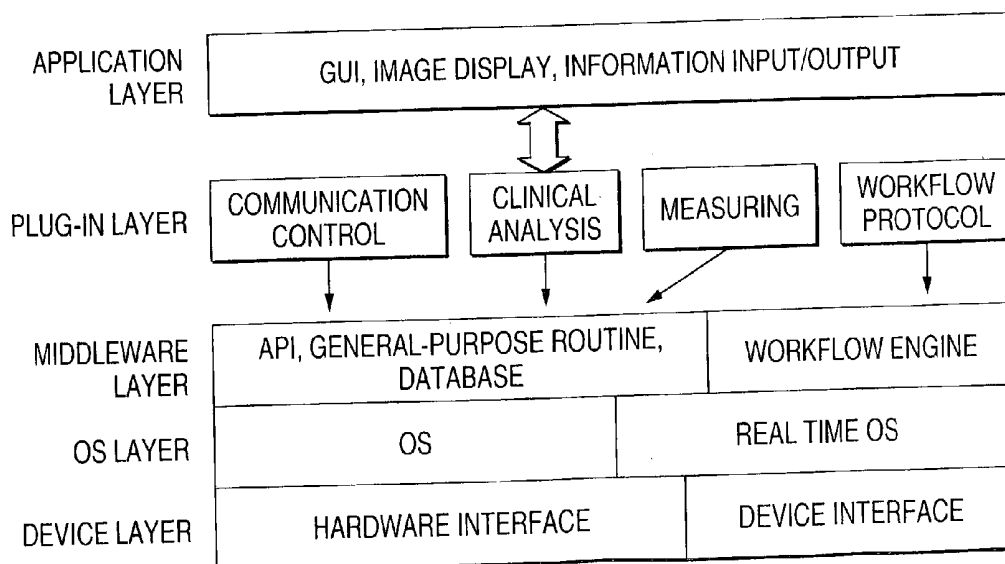 APPLICATION
LAYER
GUI, IMAGE DISPLAY, INFORMATION INPUT/OUTPUT
PLUG-IN LAYER
COMMUNICATION
CONTROL
CLINICAL
ANALYSIS
MEASURING
WORKFLOW
PROTOCOL
MIDDLEWARE
LAYER
API, GENERAL-PURPOSE ROUTINE,
DATABASE
WORKFLOW ENGINE
OS LAYER
OS
REAL TIME OS
DEVICE LAYER
HARDWARE INTERFACE
DEVICE INTERFACE